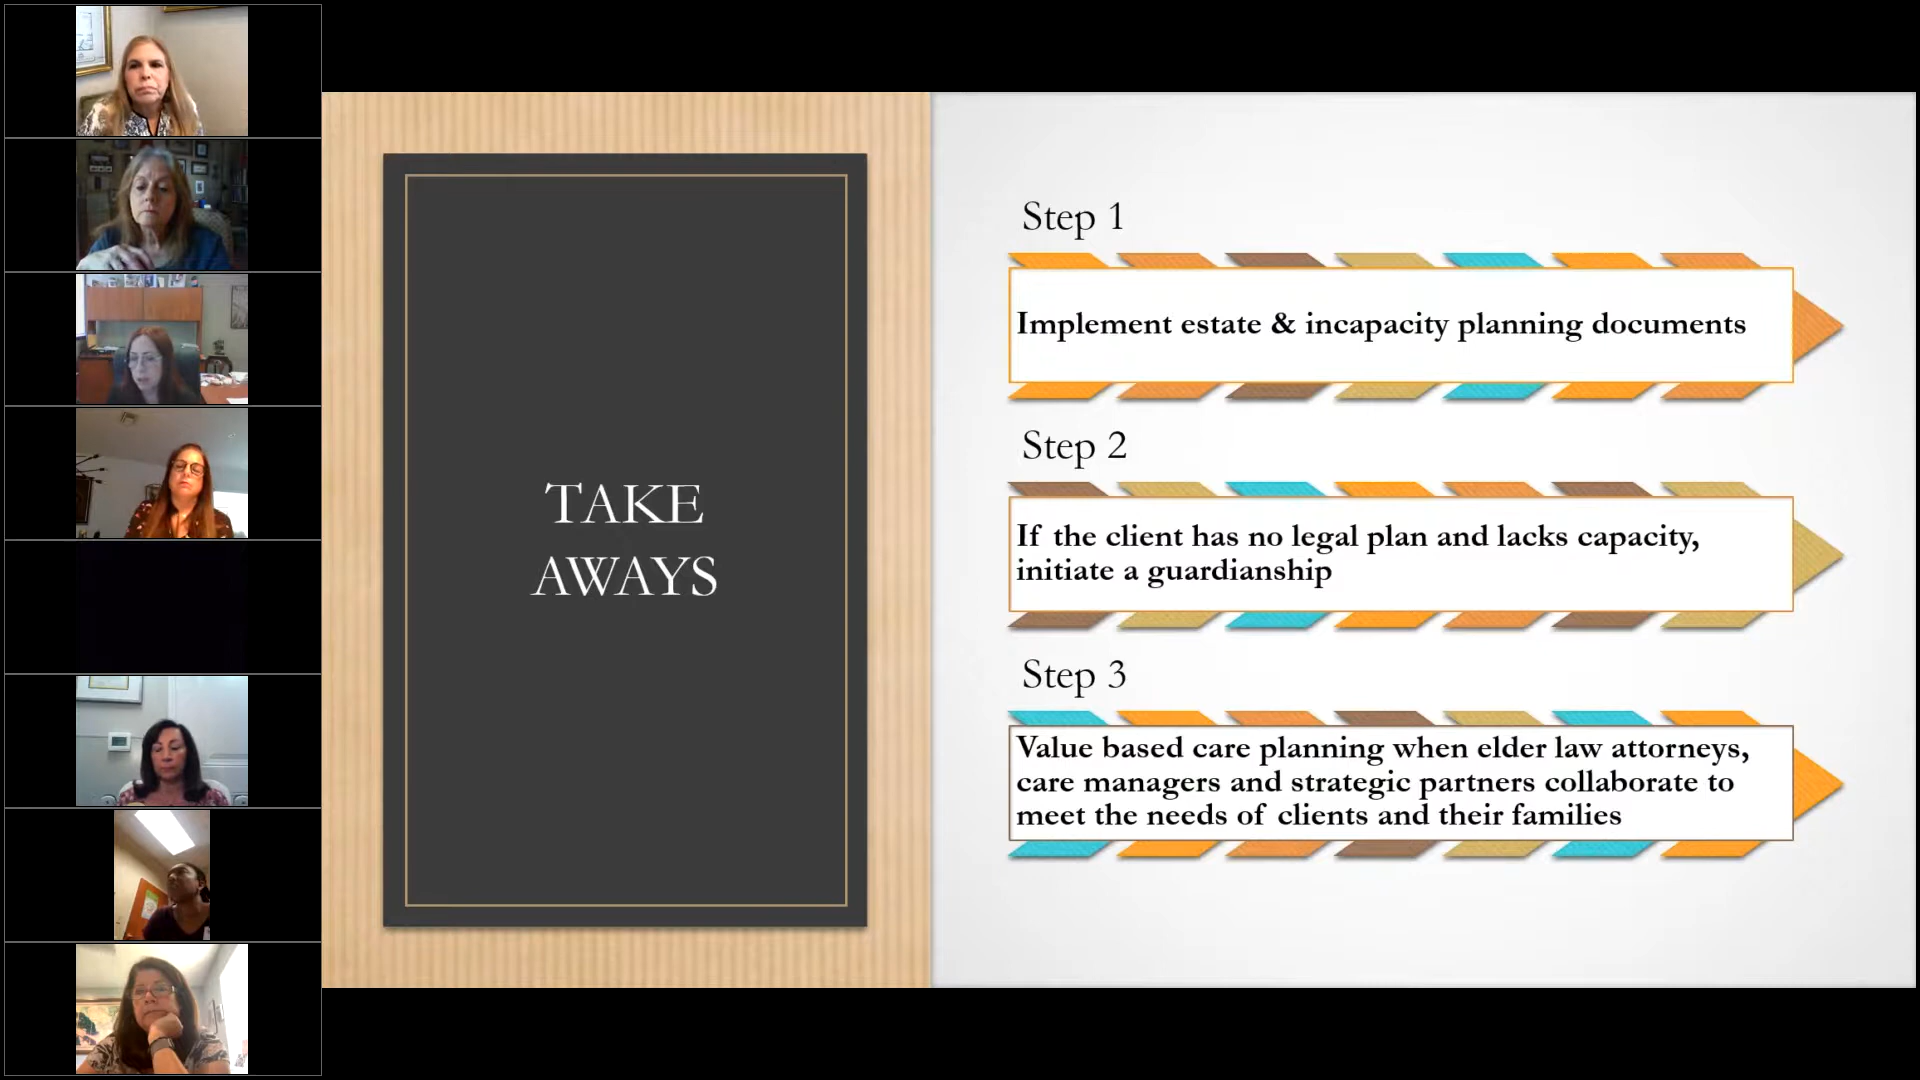 TAKE
AWAYS
Step 1
Implement estate & incapacity planning documents
Step 2
If the client has no legal plan and lacks capacity,
initiate a guardianship
Step 3
Value based care planning when elder law attorneys,
care managers and strategic partners collaborate to
meet the needs of clients and their families